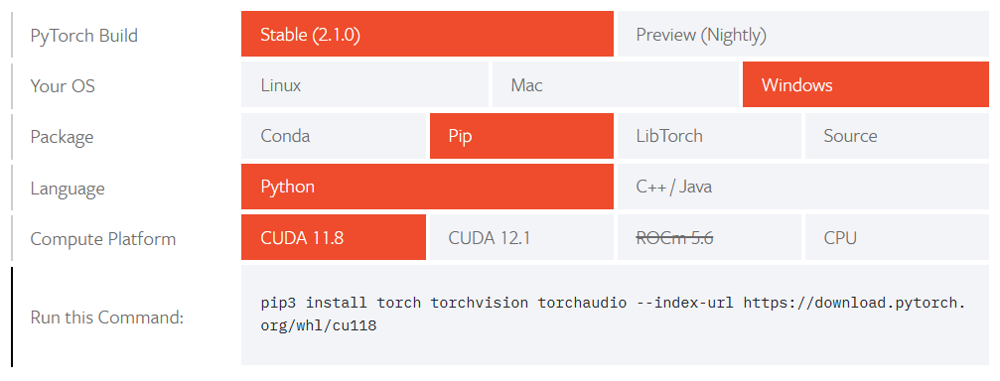 PyTorch Build Stable (2.1.0) Preview (Nightly)
Your OS Linux Mac Windows
Package Conda Pip LibTorch Source
Language Python C++ / Java
Compute Platform CUDA 11.8 CUDA 12.1 ROCm 5.6 CPU
Run this Command: pip3 install torch torchvision torchaudio --index-url https://download.pytorch.
org/whl/cu118